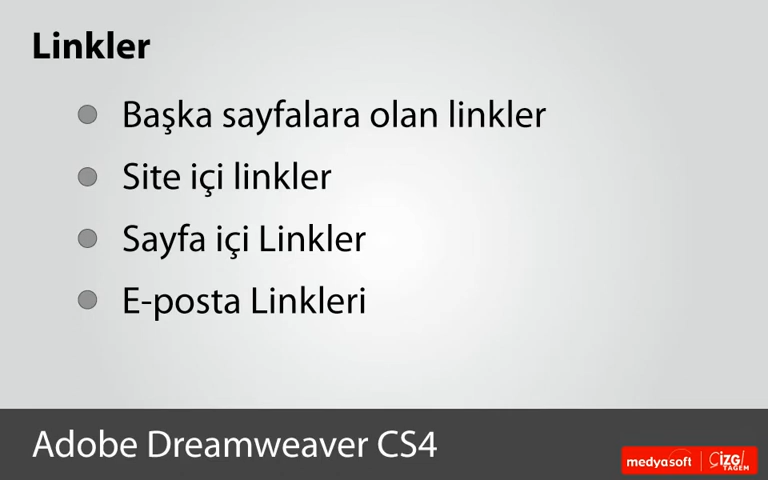 Linkler
Başka sayfalara olan linkler
Site içi linkler
Sayfa içi Linkler
E-posta Linkleri
Adobe Dreamweaver CS4
medyasoft
ÇİZGİ
TAGEM